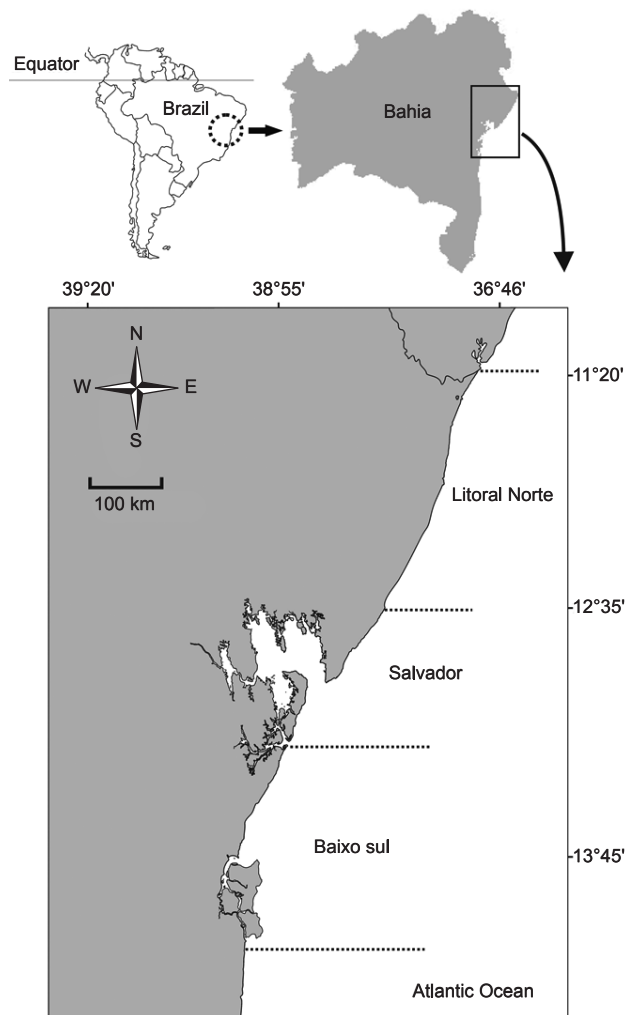 Equator
Brazil
Bahia
39°20' 38°55' 36°46'
N
W E
S
11°20'
100 km
Litoral Norte
12°35'
Salvador
Baixo sul
13°45'
Atlantic Ocean